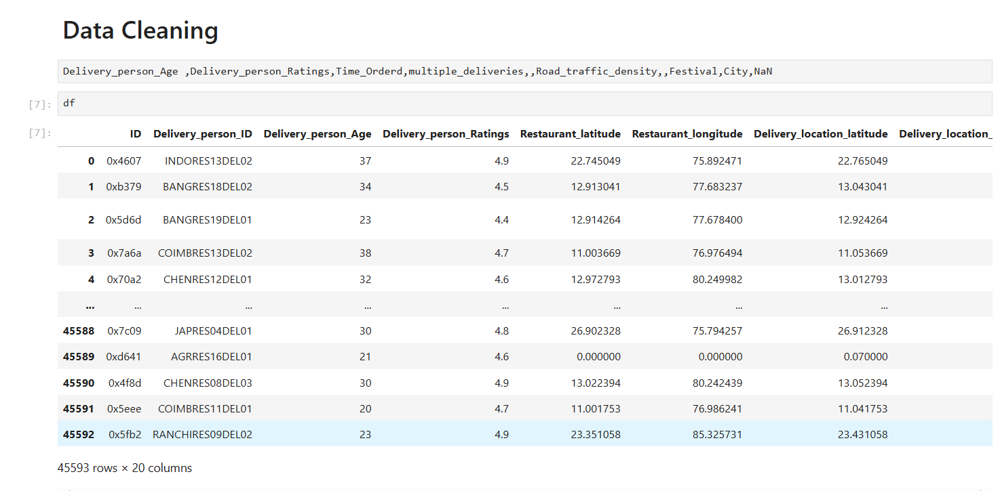 Data Cleaning
Delivery_person_Age ,Delivery_person_Ratings,Time_Orderd,multiple_deliveries,,Road_traffic_density,,Festival,City,NaN
[7]: df
[7]: ID Delivery_person_ID Delivery_person_Age Delivery_person_Ratings Restaurant_latitude Restaurant_longitude Delivery_location_latitude Delivery_location_
0 0x4607 INDORES13DEL02 37 4.9 22.745049 75.892471 22.765049
1 0xb379 BANGRES18DEL02 34 4.5 12.913041 77.683237 13.043041
2 0x5d6d BANGRES19DEL01 23 4.4 12.914264 77.678400 12.924264
3 0x7a6a COIMBRES13DEL02 38 4.7 11.003669 76.976494 11.053669
4 0x70a2 CHENRES12DEL01 32 4.6 12.972793 80.249982 13.012793
... ... ... ... ... ... ... ...
45588 0x7c09 JAPRES04DEL01 30 4.8 26.902328 75.794257 26.912328
45589 0xd641 AGRRES16DEL01 21 4.6 0.000000 0.000000 0.070000
45590 0x4f8d CHENRES08DEL03 30 4.9 13.022394 80.242439 13.052394
45591 0x5eee COIMBRES11DEL01 20 4.7 11.001753 76.986241 11.041753
45592 0x5fb2 RANCHIRES09DEL02 23 4.9 23.351058 85.325731 23.431058
45593 rows × 20 columns